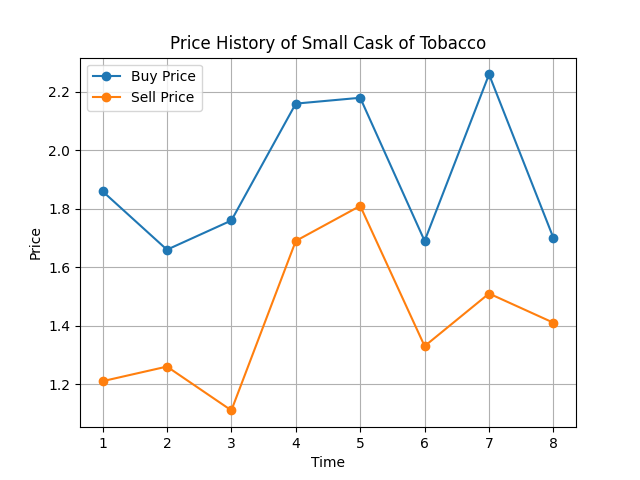 Price History of Small Cask of Tobacco
Buy Price
Sell Price
2.2
2.0
1.8
1.6
1.4
1.2
Price
1 2 3 4 5 6 7 8
Time